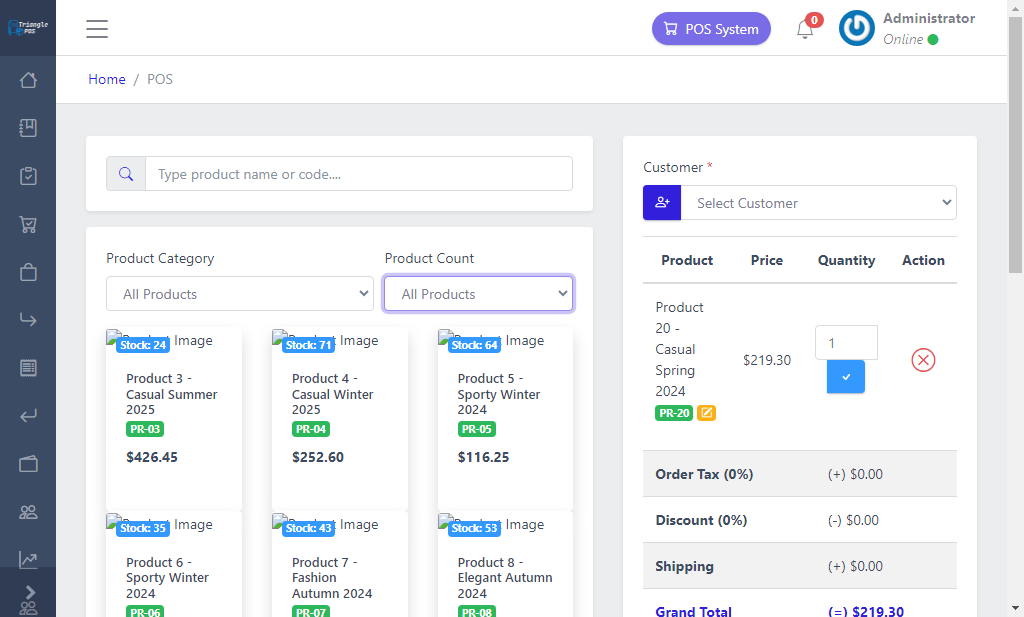 Triangle
POS
POS System
0
Administrator
Online
Home / POS
Type product name or code....
Product Category
Product Count
All Products
All Products
Product Image
Stock: 24
Product 3 -
Casual Summer
2025
PR-03
$426.45
Product Image
Stock: 71
Product 4 -
Casual Winter
2025
PR-04
$252.60
Product Image
Stock: 64
Product 5 -
Sporty Winter
2024
PR-05
$116.25
Product Image
Stock: 35
Product 6 -
Sporty Winter
2024
PR-06
Product Image
Stock: 43
Product 7 -
Fashion
Autumn 2024
PR-07
Product Image
Stock: 53
Product 8 -
Elegant Autumn
2024
PR-08
Customer *
Select Customer
Product Price Quantity Action
Product
20 -
Casual
Spring
2024
PR-20
$219.30
1
Order Tax (0%) (+) $0.00
Discount (0%) (-) $0.00
Shipping (+) $0.00
Grand Total (=) $219.30